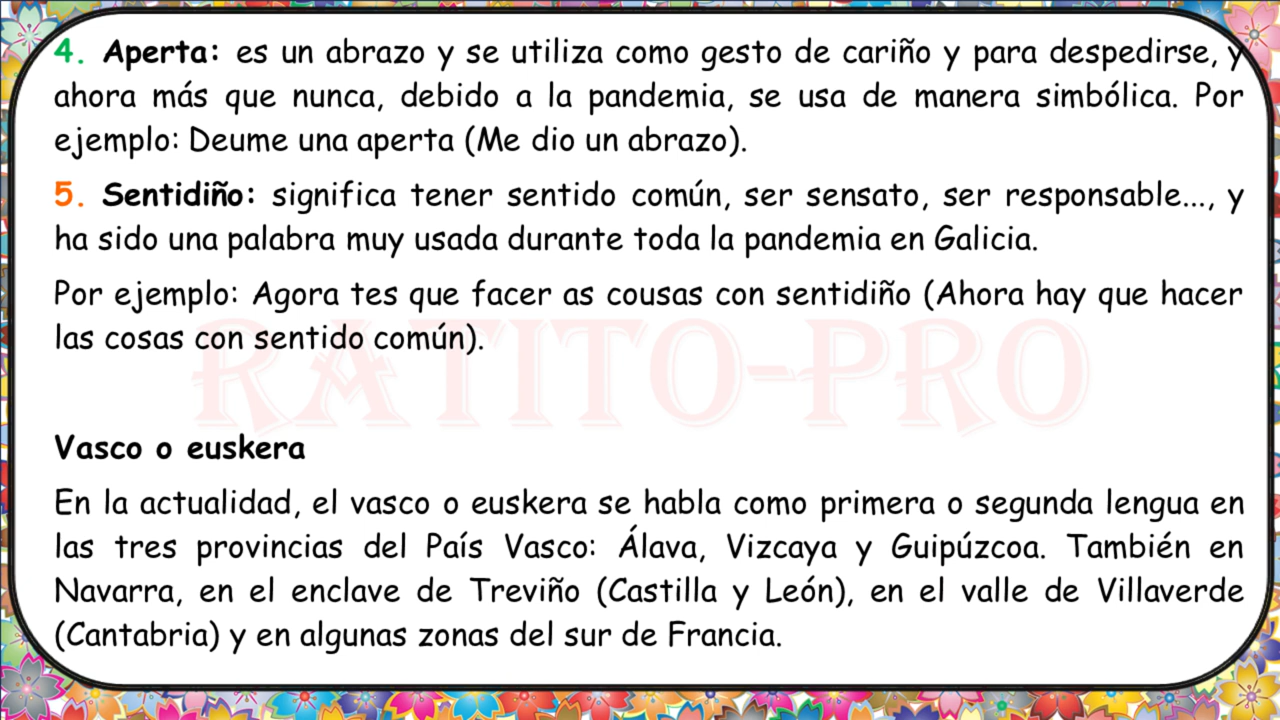 4. Aperta: es un abrazo y se utiliza como gesto de cariño y para despedirse, y
ahora más que nunca, debido a la pandemia, se usa de manera simbólica. Por
ejemplo: Deume una aperta (Me dio un abrazo).
5. Sentidiño: significa tener sentido común, ser sensato, ser responsable..., y
ha sido una palabra muy usada durante toda la pandemia en Galicia.
Por ejemplo: Agora tes que facer as cousas con sentidiño (Ahora hay que hacer
las cosas con sentido común).
RATITO-PRO
Vasco o euskera
En la actualidad, el vasco o euskera se habla como primera o segunda lengua en
las tres provincias del País Vasco: Álava, Vizcaya y Guipúzcoa. También en
Navarra, en el enclave de Treviño (Castilla y León), en el valle de Villaverde
(Cantabria) y en algunas zonas del sur de Francia.